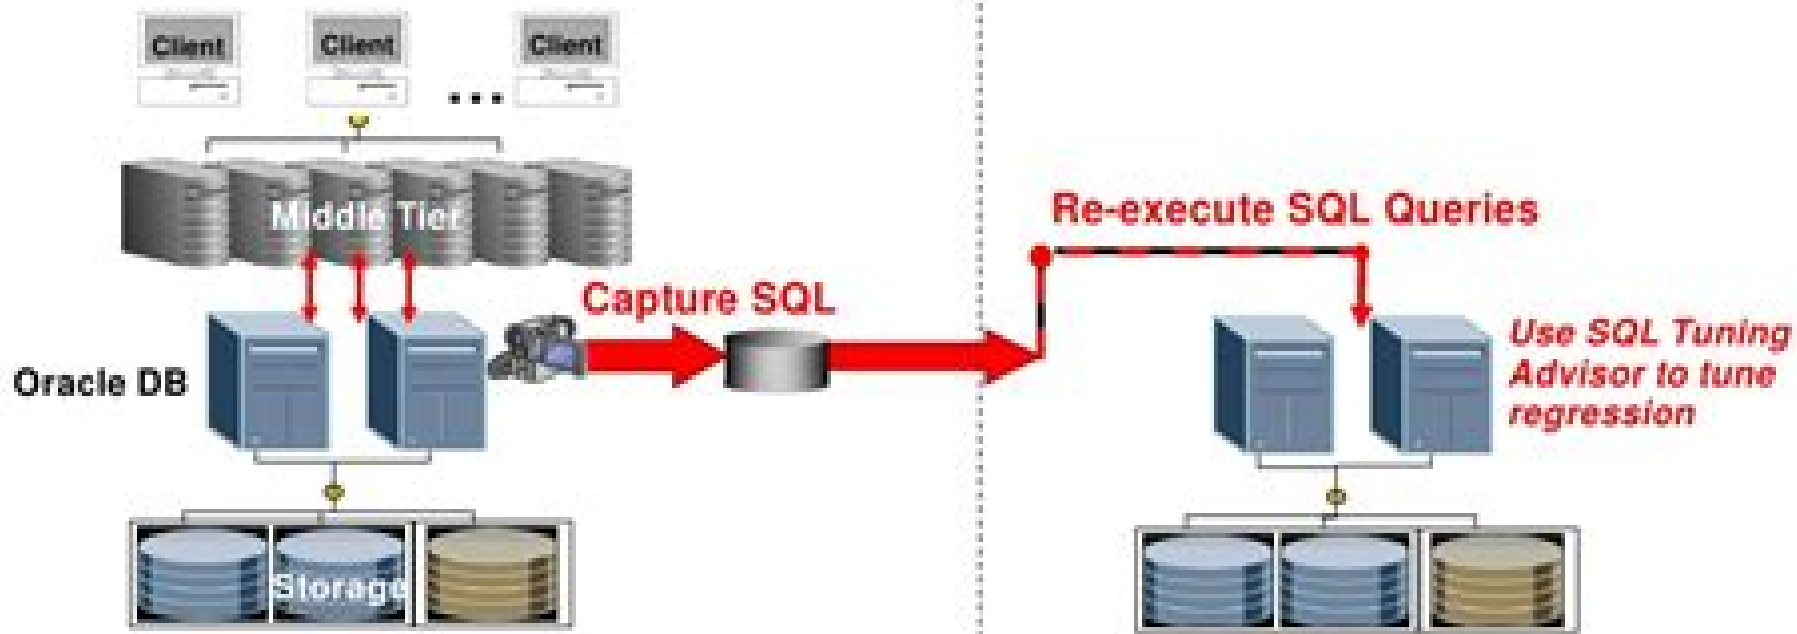 Client Client ... Client
Middle Tier
Re-execute SQL Queries
Capture SQL
Oracle DB
Use SQL Tuning
Advisor to tune
regression
Storage